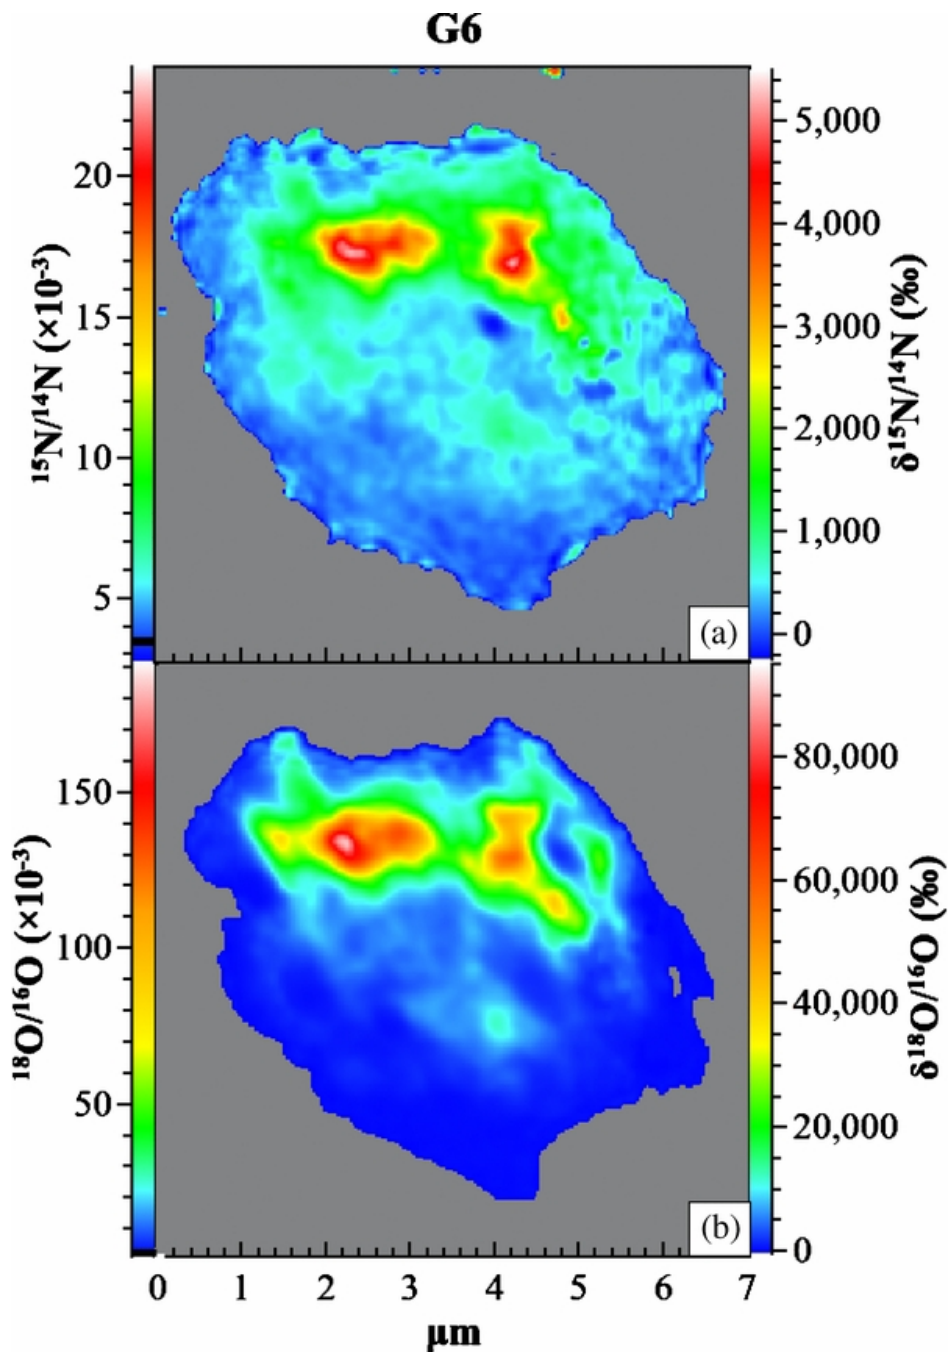 G6
¹⁵N/¹⁴N (×10⁻³)
20
15
10
5
5,000
4,000
3,000
2,000
1,000
0
δ¹⁵N/¹⁴N (‰)
(a)
¹⁸O/¹⁶O (×10⁻³)
150
100
50
80,000
60,000
40,000
20,000
0
δ¹⁸O/¹⁶O (‰)
(b)
0 1 2 3 4 5 6 7
μm